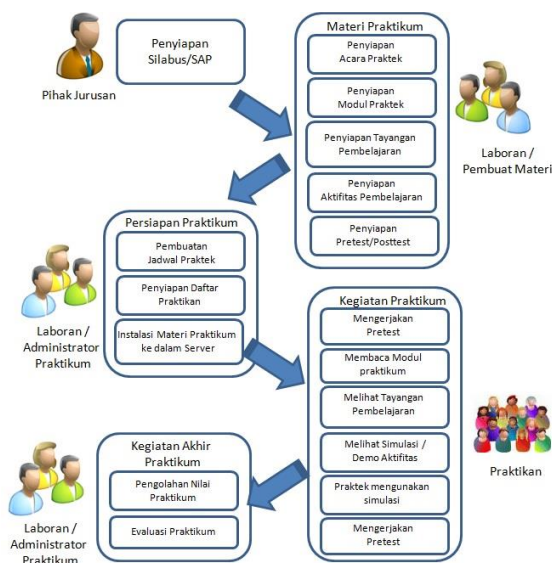 Penyiapan
Silabus/SAP
Pihak Jurusan
Materi Praktikum
Penyiapan
Acara Praktek
Penyiapan
Modul Praktek
Penyiapan Tayangan
Pembelajaran
Penyiapan
Aktifitas Pembelajaran
Penyiapan
Pretest/Posttest
Laboran /
Pembuat Materi
Persiapan Praktikum
Pembuatan
Jadwal Praktek
Penyiapan Daftar
Praktikan
Instalasi Materi Praktikum
ke dalam Server
Laboran /
Administrator
Praktikum
Kegiatan Praktikum
Mengerjakan
Pretest
Membaca Modul
praktikum
Melihat Tayangan
Pembelajaran
Melihat Simulasi /
Demo Aktifitas
Praktek mengunakan
simulasi
Mengerjakan
Pretest
Praktikan
Kegiatan Akhir
Praktikum
Pengolahan Nilai
Praktikum
Evaluasi Praktikum
Laboran /
Administrator
Praktikum